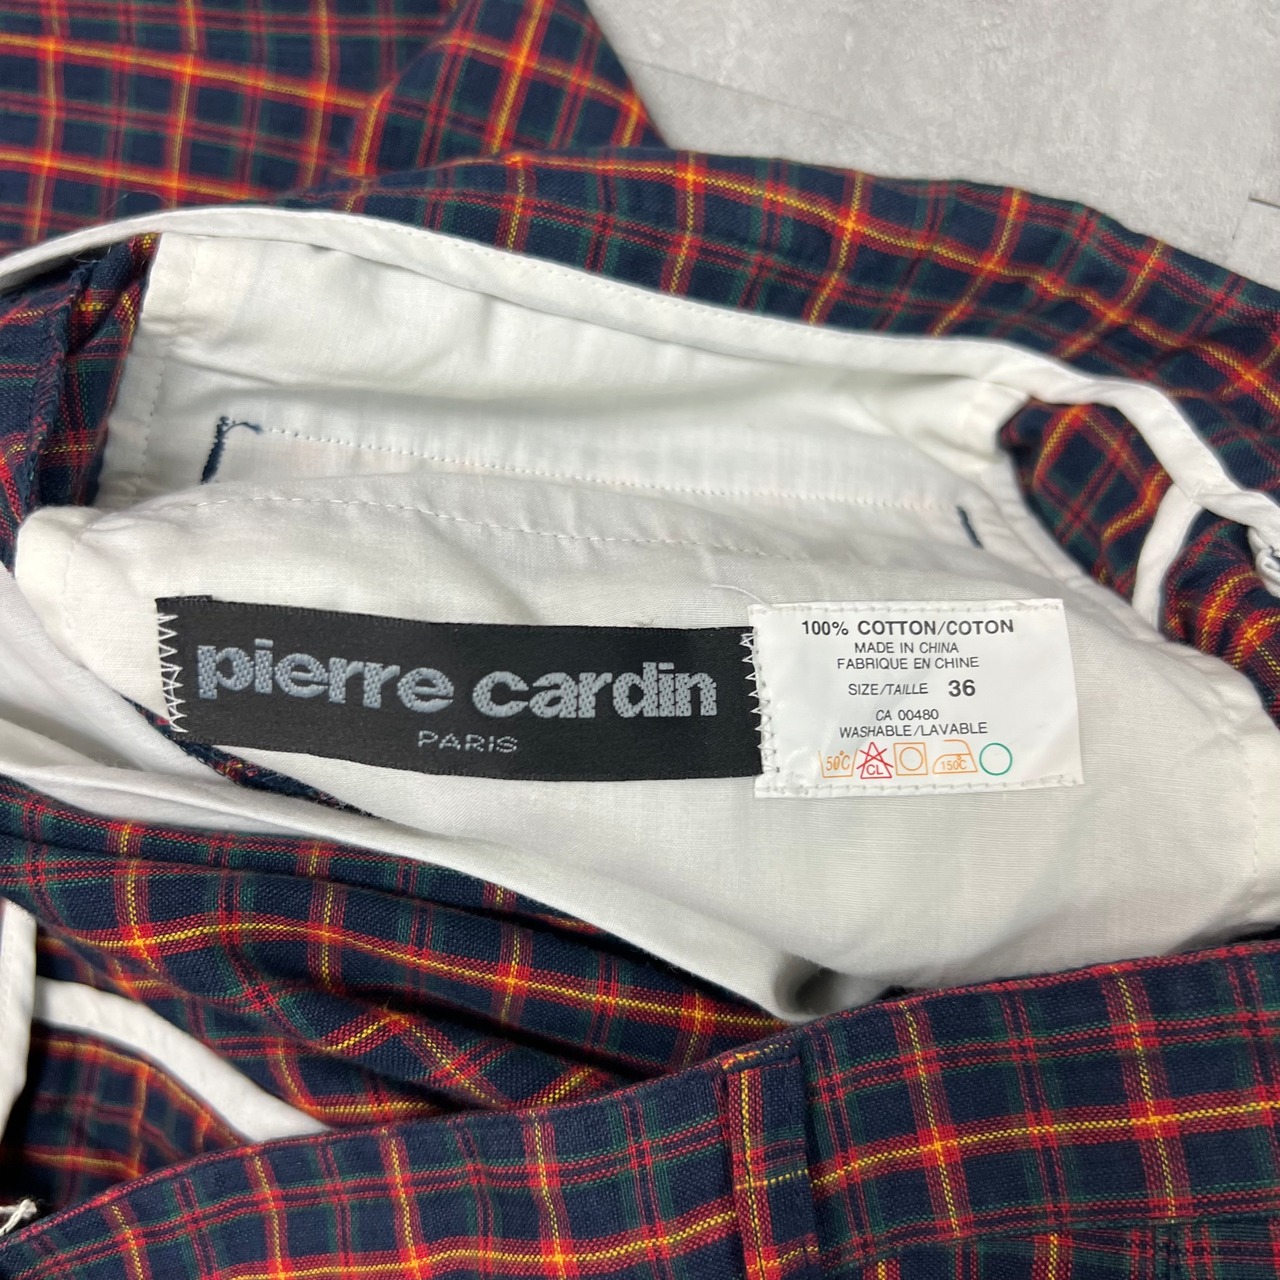 pierre cardin
PARIS
100% COTTON/COTON
MADE IN CHINA
FABRIQUE EN CHINE
SIZE/TAILLE 36
CA 00480
WASHABLE/LAVABLE
50°C CL 150C